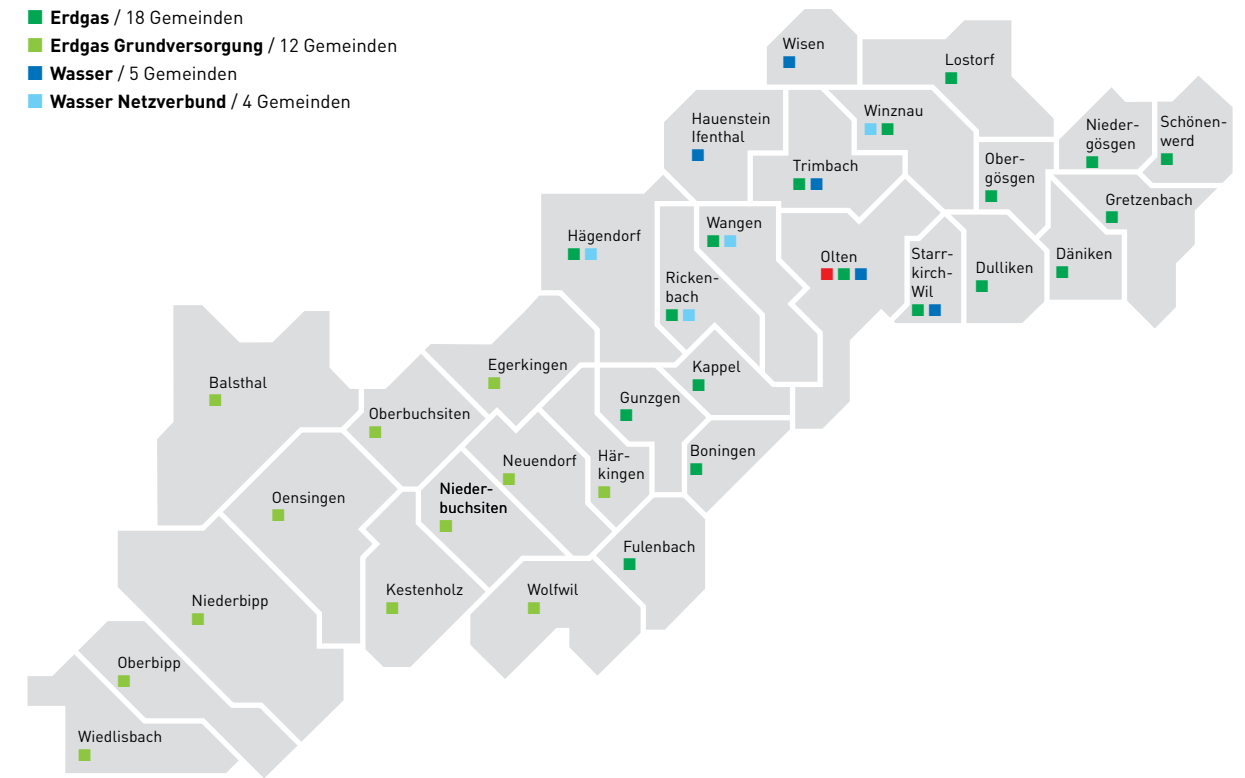 Erdgas / 18 Gemeinden
Erdgas Grundversorgung / 12 Gemeinden
Wasser / 5 Gemeinden
Wasser Netzverbund / 4 Gemeinden
Wisen
Lostorf
Hauenstein
Ifenthal
Winznau
Trimbach
Ober-
gösgen
Nieder-
gösgen
Schönen-
werd
Gretzenbach
Hägendorf
Wangen
Ricken-
bach
Olten
Starr-
kirch-
Wil
Dulliken
Däniken
Balsthal
Egerkingen
Oberbuchsiten
Kappel
Gunzgen
Boningen
Här-
kingen
Neuendorf
Nieder-
buchsiten
Oensingen
Fulenbach
Kestenholz
Wolfwil
Niederbipp
Oberbipp
Wiedlisbach